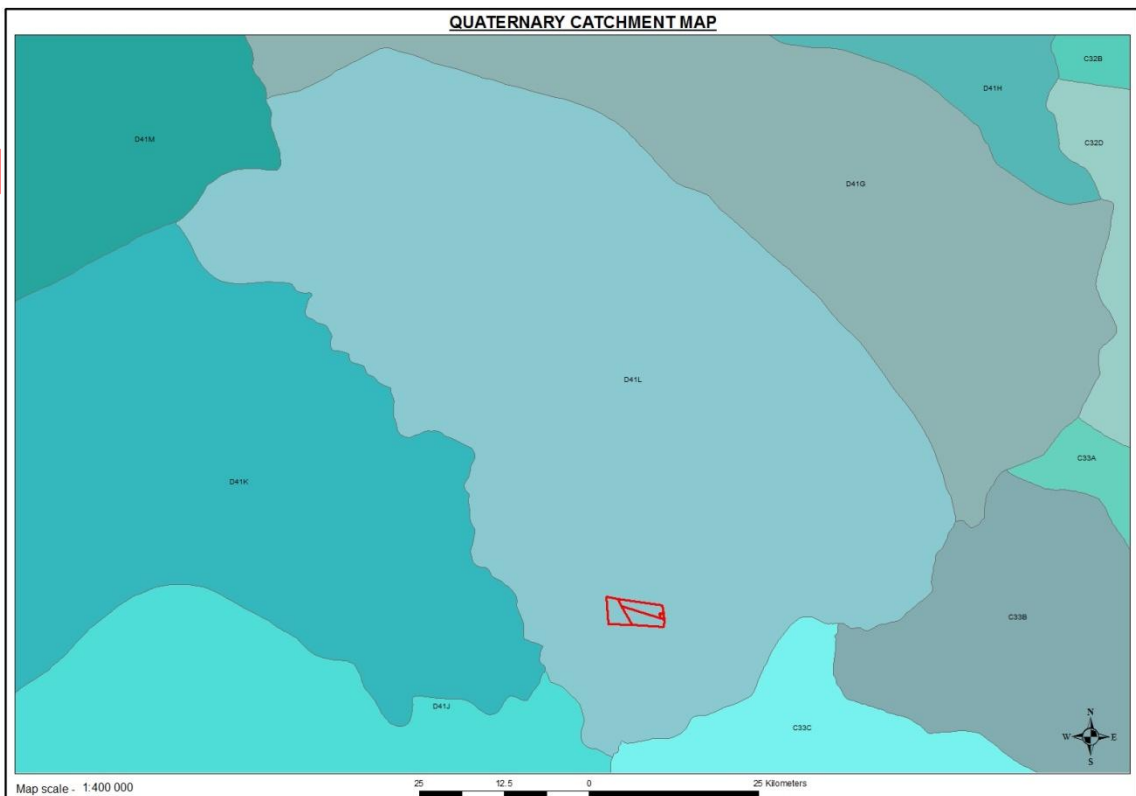 QUATERNARY CATCHMENT MAP
C32B
D41H
D41M
C32D
D41G
D41L
C33A
D41K
C33B
D41J
C33C
N
W E
S
Map scale - 1:400 000
25 12.5 0 25 Kilometers